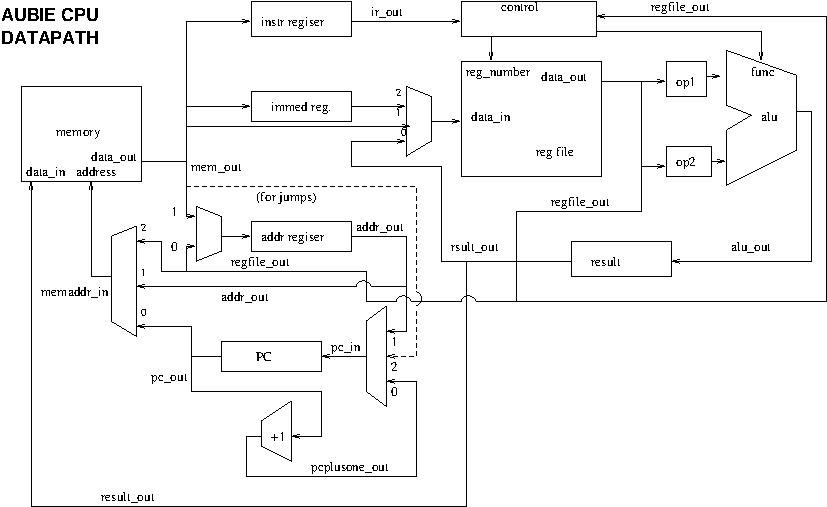 AUBIE CPU
DATAPATH
instr regiser
ir_out
control
regfile_out
reg_number
data_out
op1
func
immed reg.
2
1
0
data_in
alu
memory
reg file
data_out
mem_out
op2
data_in address
(for jumps)
1
regfile_out
2
addr regiser
addr_out
0
rsult_out
alu_out
regfile_out
result
1
memaddr_in
addr_out
0
1
pc_in
PC
2
pc_out
0
+1
pcplusone_out
result_out